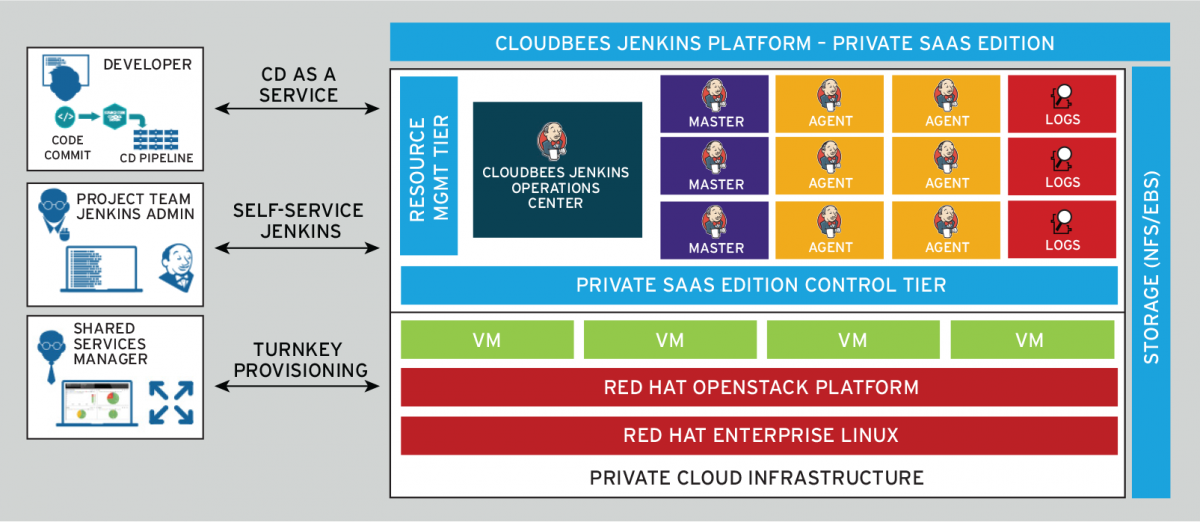 CLOUDBEES JENKINS PLATFORM – PRIVATE SAAS EDITION
DEVELOPER
CODE
COMMIT
CD PIPELINE
CD AS A
SERVICE
PROJECT TEAM
JENKINS ADMIN
SELF-SERVICE
JENKINS
SHARED
SERVICES
MANAGER
TURNKEY
PROVISIONING
RESOURCE
MGMT TIER
CLOUDBEES JENKINS
OPERATIONS
CENTER
MASTER
AGENT
AGENT
LOGS
MASTER
AGENT
AGENT
LOGS
MASTER
AGENT
AGENT
LOGS
PRIVATE SAAS EDITION CONTROL TIER
VM
VM
VM
VM
RED HAT OPENSTACK PLATFORM
RED HAT ENTERPRISE LINUX
PRIVATE CLOUD INFRASTRUCTURE
STORAGE (NFS/EBS)